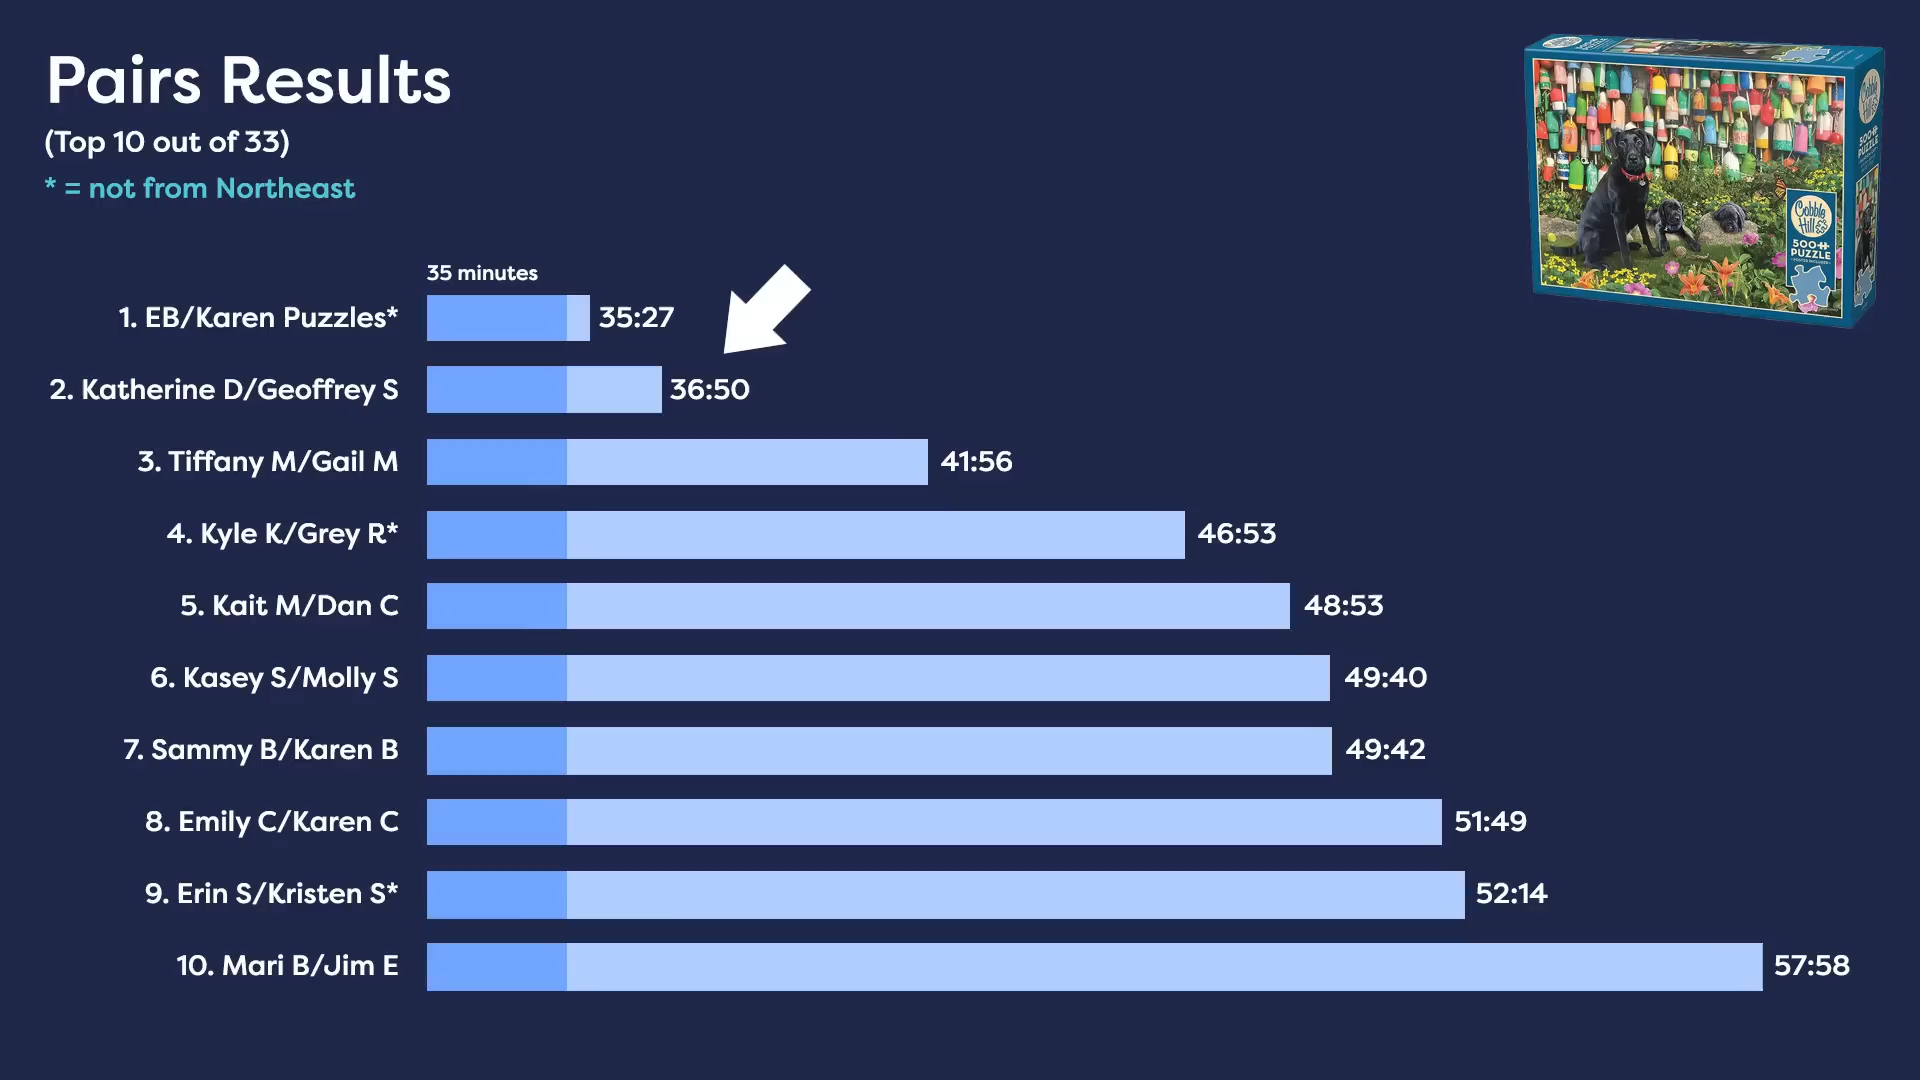 Pairs Results
(Top 10 out of 33)
* = not from Northeast
35 minutes
1. EB/Karen Puzzles* 35:27
2. Katherine D/Geoffrey S 36:50
3. Tiffany M/Gail M 41:56
4. Kyle K/Grey R* 46:53
5. Kait M/Dan C 48:53
6. Kasey S/Molly S 49:40
7. Sammy B/Karen B 49:42
8. Emily C/Karen C 51:49
9. Erin S/Kristen S* 52:14
10. Mari B/Jim E 57:58
Cobble
Hill
500
PUZZLE